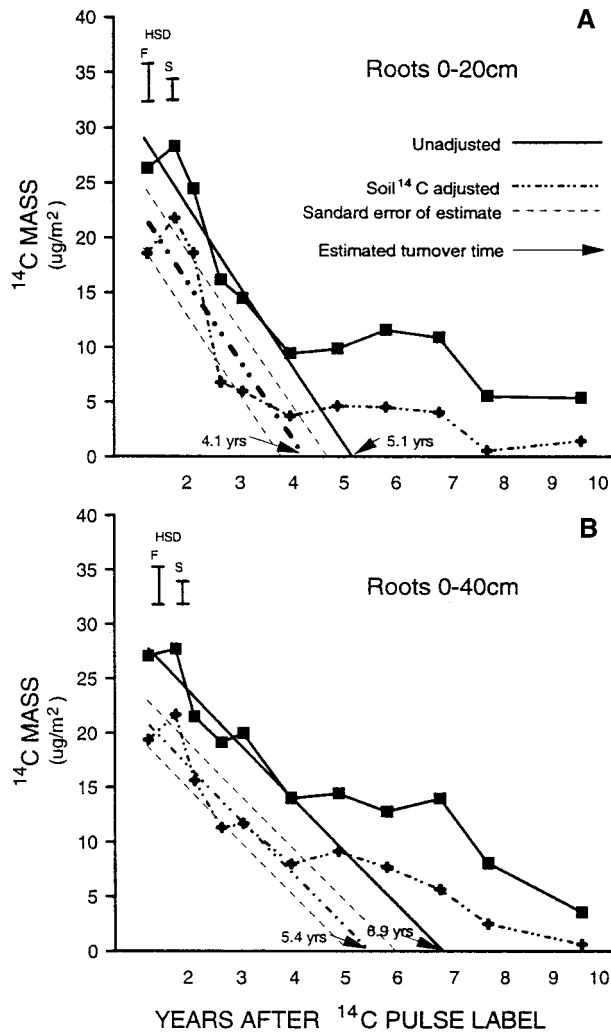 A
40
HSD
F
S
Roots 0-20cm
35
30
Unadjusted
25
Soil ¹⁴C adjusted
Sandard error of estimate
20
Estimated turnover time
15
10
5
0
¹⁴C MASS
(ug/m²)
4.1 yrs
5.1 yrs
2 3 4 5 6 7 8 9 10
B
40
HSD
F
S
Roots 0-40cm
35
30
25
20
15
10
5
0
¹⁴C MASS
(ug/m²)
5.4 yrs
6.9 yrs
2 3 4 5 6 7 8 9 10
YEARS AFTER ¹⁴C PULSE LABEL